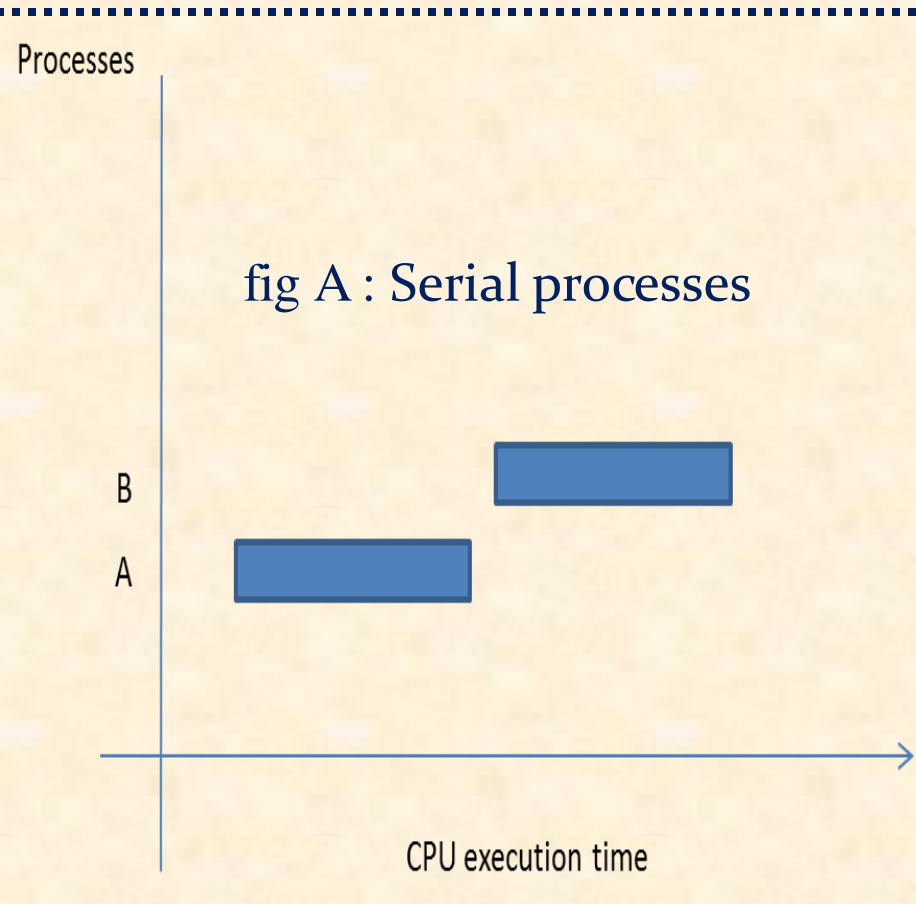 Processes
fig A : Serial processes
B
A
CPU execution time